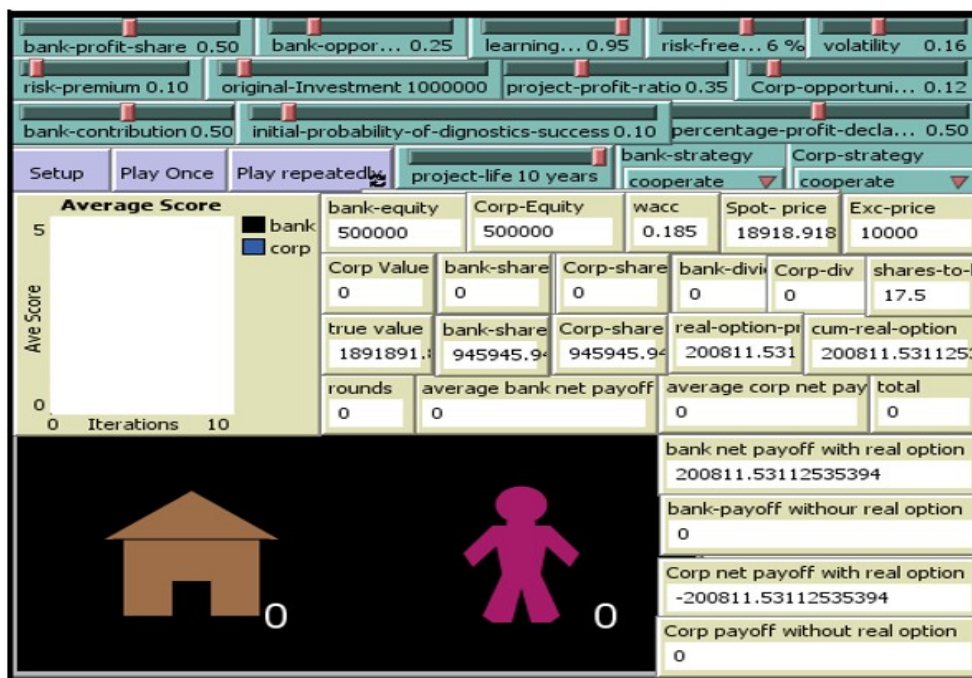 bank-profit-share 0.50 bank-oppor... 0.25 learning... 0.95 risk-free... 6 % volatility 0.16
risk-premium 0.10 original-Investment 1000000 project-profit-ratio 0.35 Corp-opportuni... 0.12
bank-contribution 0.50 initial-probability-of-dignostics-success 0.10 percentage-profit-decla... 0.50
Setup Play Once Play repeatedly project-life 10 years bank-strategy Corp-strategy
cooperate cooperate
Average Score bank-equity Corp-Equity wacc Spot- price Exc-price
5 bank 500000 500000 0.185 18918.918 10000
corp
Corp Value bank-share Corp-share bank-divi Corp-div shares-to-
0 0 0 0 0 17.5
Ave Score
true value bank-share Corp-share real-option-pr cum-real-option
1891891. 945945.94 945945.94 200811.531 200811.531125
rounds average bank net payoff average corp net pay total
0 0 0 0 0
0 Iterations 10
bank net payoff with real option
200811.53112535394
bank-payoff withour real option
0
Corp net payoff with real option
-200811.53112535394
0 0
Corp payoff without real option
0